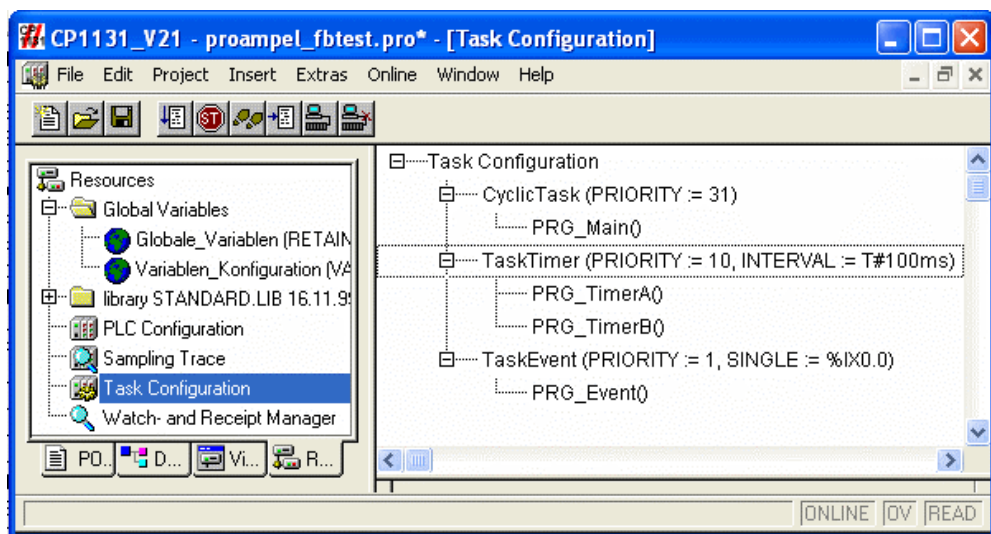 CP1131_V21 - proampel_fbtest.pro* - [Task Configuration]
File Edit Project Insert Extras Online Window Help
Resources
Global Variables
Globale_Variablen (RETAIN
Variablen_Konfiguration (VA
library STANDARD.LIB 16.11.9
PLC Configuration
Sampling Trace
Task Configuration
Watch- and Receipt Manager
PO... D... Vi... R...
Task Configuration
CyclicTask (PRIORITY := 31)
PRG_Main()
TaskTimer (PRIORITY := 10, INTERVAL := T#100ms)
PRG_TimerA()
PRG_TimerB()
TaskEvent (PRIORITY := 1, SINGLE := %IX0.0)
PRG_Event()
ONLINE OV READ